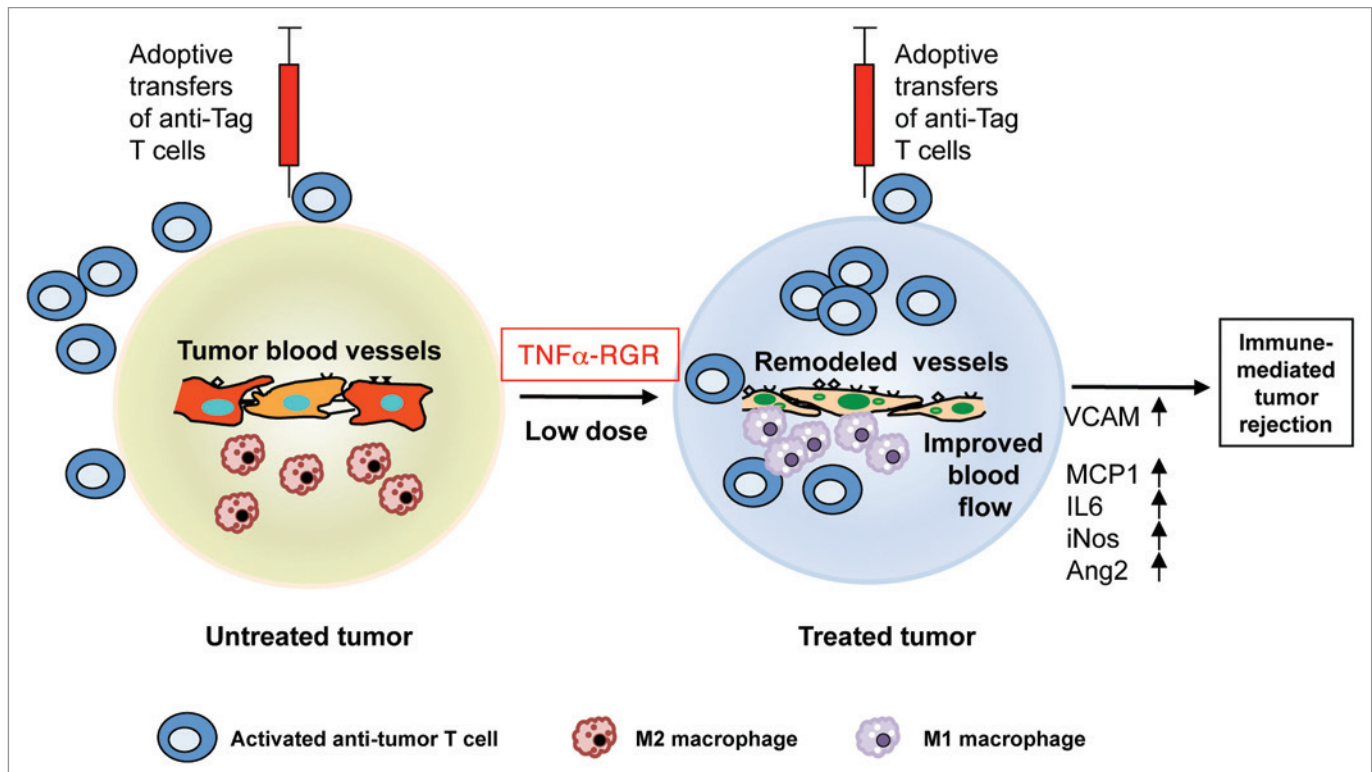 Adoptive
transfers
of anti-Tag
T cells
Adoptive
transfers
of anti-Tag
T cells
Tumor blood vessels
TNFα-RGR
Low dose
Remodeled vessels
Improved
blood
flow
VCAM
MCP1
IL6
iNos
Ang2
Immune-
mediated
tumor
rejection
Untreated tumor
Treated tumor
Activated anti-tumor T cell
M2 macrophage
M1 macrophage